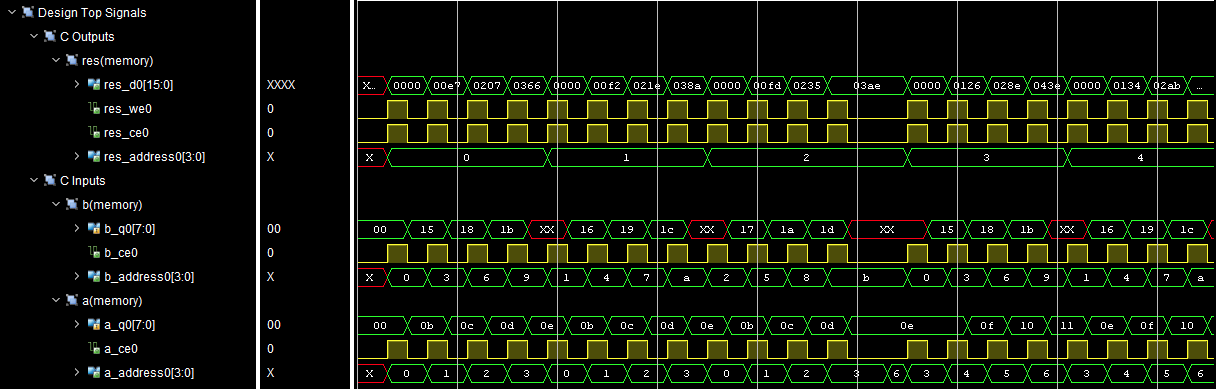 Design Top Signals
C Outputs
res(memory)
res_d0[15:0] XXXX X... 0000 00e7 0207 0366 0000 00f2 021e 038a 0000 00fd 0235 03ae 0000 0126 028e 043e 0000 0134 02ab ...
res_we0 0
res_ce0 0
res_address0[3:0] X X 0 1 2 3 4
C Inputs
b(memory)
b_q0[7:0] 00 00 15 18 1b XX 16 19 1c XX 17 1a 1d XX 15 18 1b XX 16 19 1c
b_ce0 0
b_address0[3:0] X X 0 3 6 9 1 4 7 a 2 5 8 b 0 3 6 9 1 4 7 a
a(memory)
a_q0[7:0] 00 00 0b 0c 0d 0e 0b 0c 0d 0e 0b 0c 0d 0e 0f 10 11 0e 0f 10
a_ce0 0
a_address0[3:0] X X 0 1 2 3 0 1 2 3 0 1 2 3 6 3 4 5 6 3 4 5 6